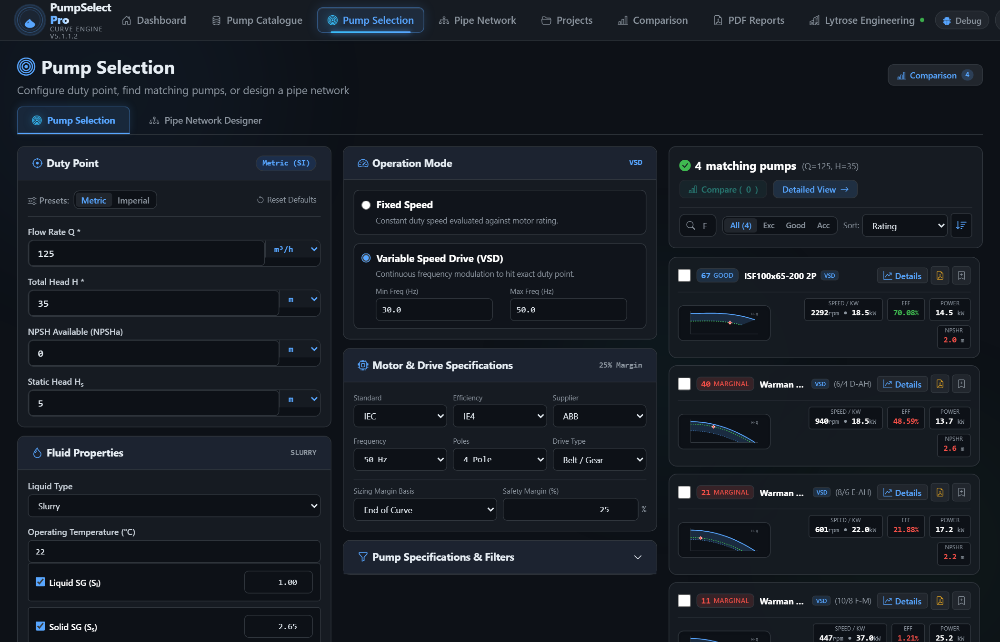 PumpSelect Pro
CURVE ENGINE V5.1.1.2
Dashboard
Pump Catalogue
Pump Selection
Pipe Network
Projects
Comparison
PDF Reports
Lytrose Engineering
Debug
Pump Selection
Configure duty point, find matching pumps, or design a pipe network
Comparison 4
Pump Selection
Pipe Network Designer
Duty Point
Metric (SI)
Presets: Metric Imperial
Reset Defaults
Flow Rate Q *
125 m³/h
Total Head H *
35 m
NPSH Available (NPSHa)
0 m
Static Head Hs
5 m
Fluid Properties
SLURRY
Liquid Type
Slurry
Operating Temperature (°C)
22
Liquid SG (Sl) 1.00
Solid SG (Ss) 2.65
Operation Mode
VSD
Fixed Speed
Constant duty speed evaluated against motor rating.
Variable Speed Drive (VSD)
Continuous frequency modulation to hit exact duty point.
Min Freq (Hz) Max Freq (Hz)
30.0 50.0
Motor & Drive Specifications
25% Margin
Standard Efficiency Supplier
IEC IE4 ABB
Frequency Poles Drive Type
50 Hz 4 Pole Belt / Gear
Sizing Margin Basis Safety Margin (%)
End of Curve 25 %
Pump Specifications & Filters
4 matching pumps (Q=125, H=35)
Compare ( 0 ) Detailed View →
F All (4) Exc Good Acc Sort: Rating
67 GOOD ISF100x65-200 2P VSD Details
H-Q
SPEED / KW EFF POWER
2292rpm • 18.5kW 70.08% 14.5 kW
NPSHR
2.0 m
40 MARGINAL Warman ... VSD (6/4 D-AH) Details
H-Q
SPEED / KW EFF POWER
940rpm • 18.5kW 48.59% 13.7 kW
NPSHR
2.6 m
21 MARGINAL Warman ... VSD (8/6 E-AH) Details
H-Q
SPEED / KW EFF POWER
601rpm • 22.0kW 21.88% 17.2 kW
NPSHR
2.2 m
11 MARGINAL Warman ... VSD (10/8 F-M) Details
H-Q
SPEED / KW EFF POWER
447rpm • 37.0kW 1.21% 25.2 kW